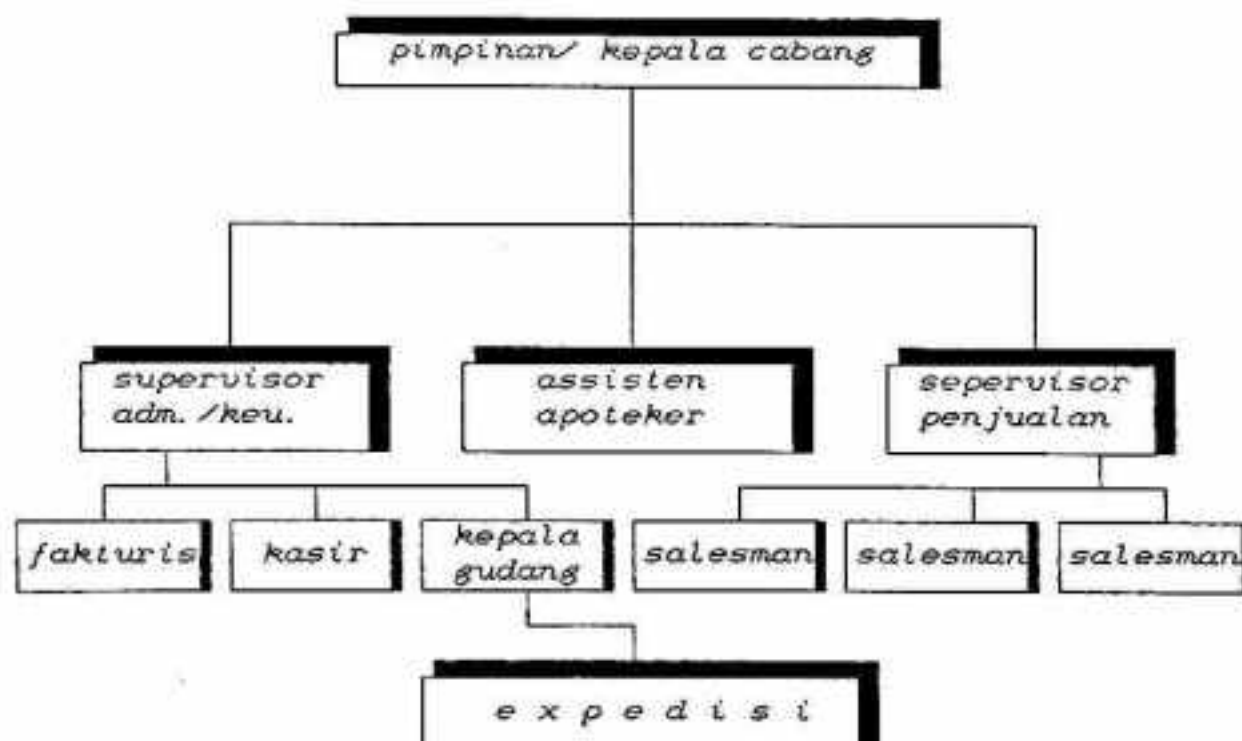 pimpinan/ kepala cabang
supervisor
adm./keu.
assisten
apoteker
sepervisor
penjualan
fakturis
kasir
kepala
gudang
salesman
salesman
salesman
e x p e d i s i